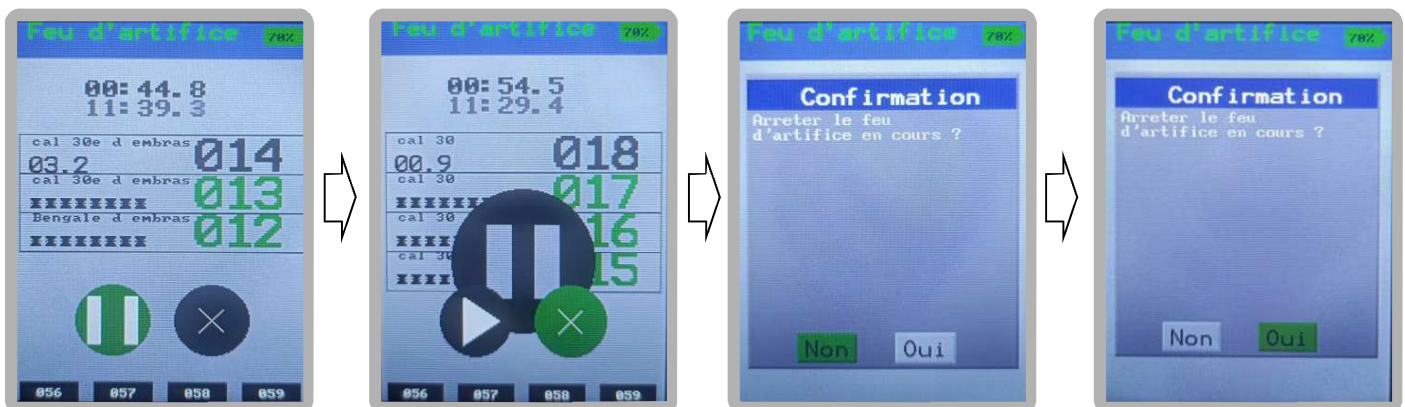 Feu d'artifice 70%
00:44.8
11:39.3
cal 30e d embras 014
03.2
cal 30e d embras 013
xxxxxxxxx
Bengale d embras 012
xxxxxxxxx
056 057 058 059
Feu d'artifice 70%
00:54.5
11:29.4
cal 30 018
00.9
cal 30 017
cal 30
cal
056 057 058 059
Feu d'artifice 70%
Confirmation
Arreter le feu
d'artifice en cours ?
Non Oui
Feu d'artifice 70%
Confirmation
Arreter le feu
d'artifice en cours ?
Non Oui